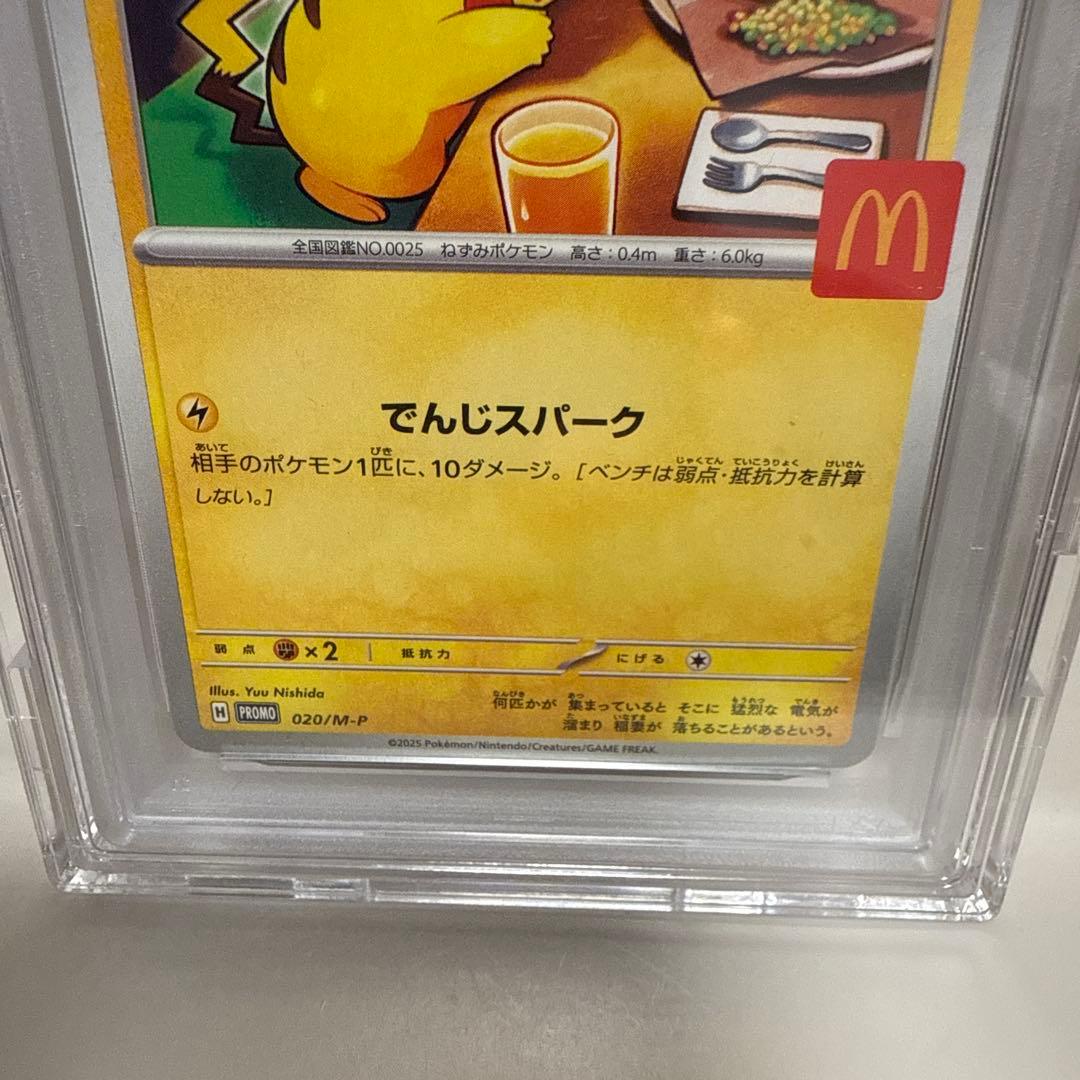 全国図鑑NO.0025 ねずみポケモン 高さ:0.4m 重さ:6.0kg
M
でんじスパーク
相手のポケモン1匹に、10ダメージ。[ベンチは弱点・抵抗力を計算
しない。]
弱点 ×2 抵抗力 にげる
Illus. Yuu Nishida
H PROMO 020/M-P
何匹かが 集まっていると そこに 猛烈な 電気が
溜まり 稲妻が 落ちることがあるという。
©2025 Pokémon/Nintendo/Creatures/GAME FREAK.